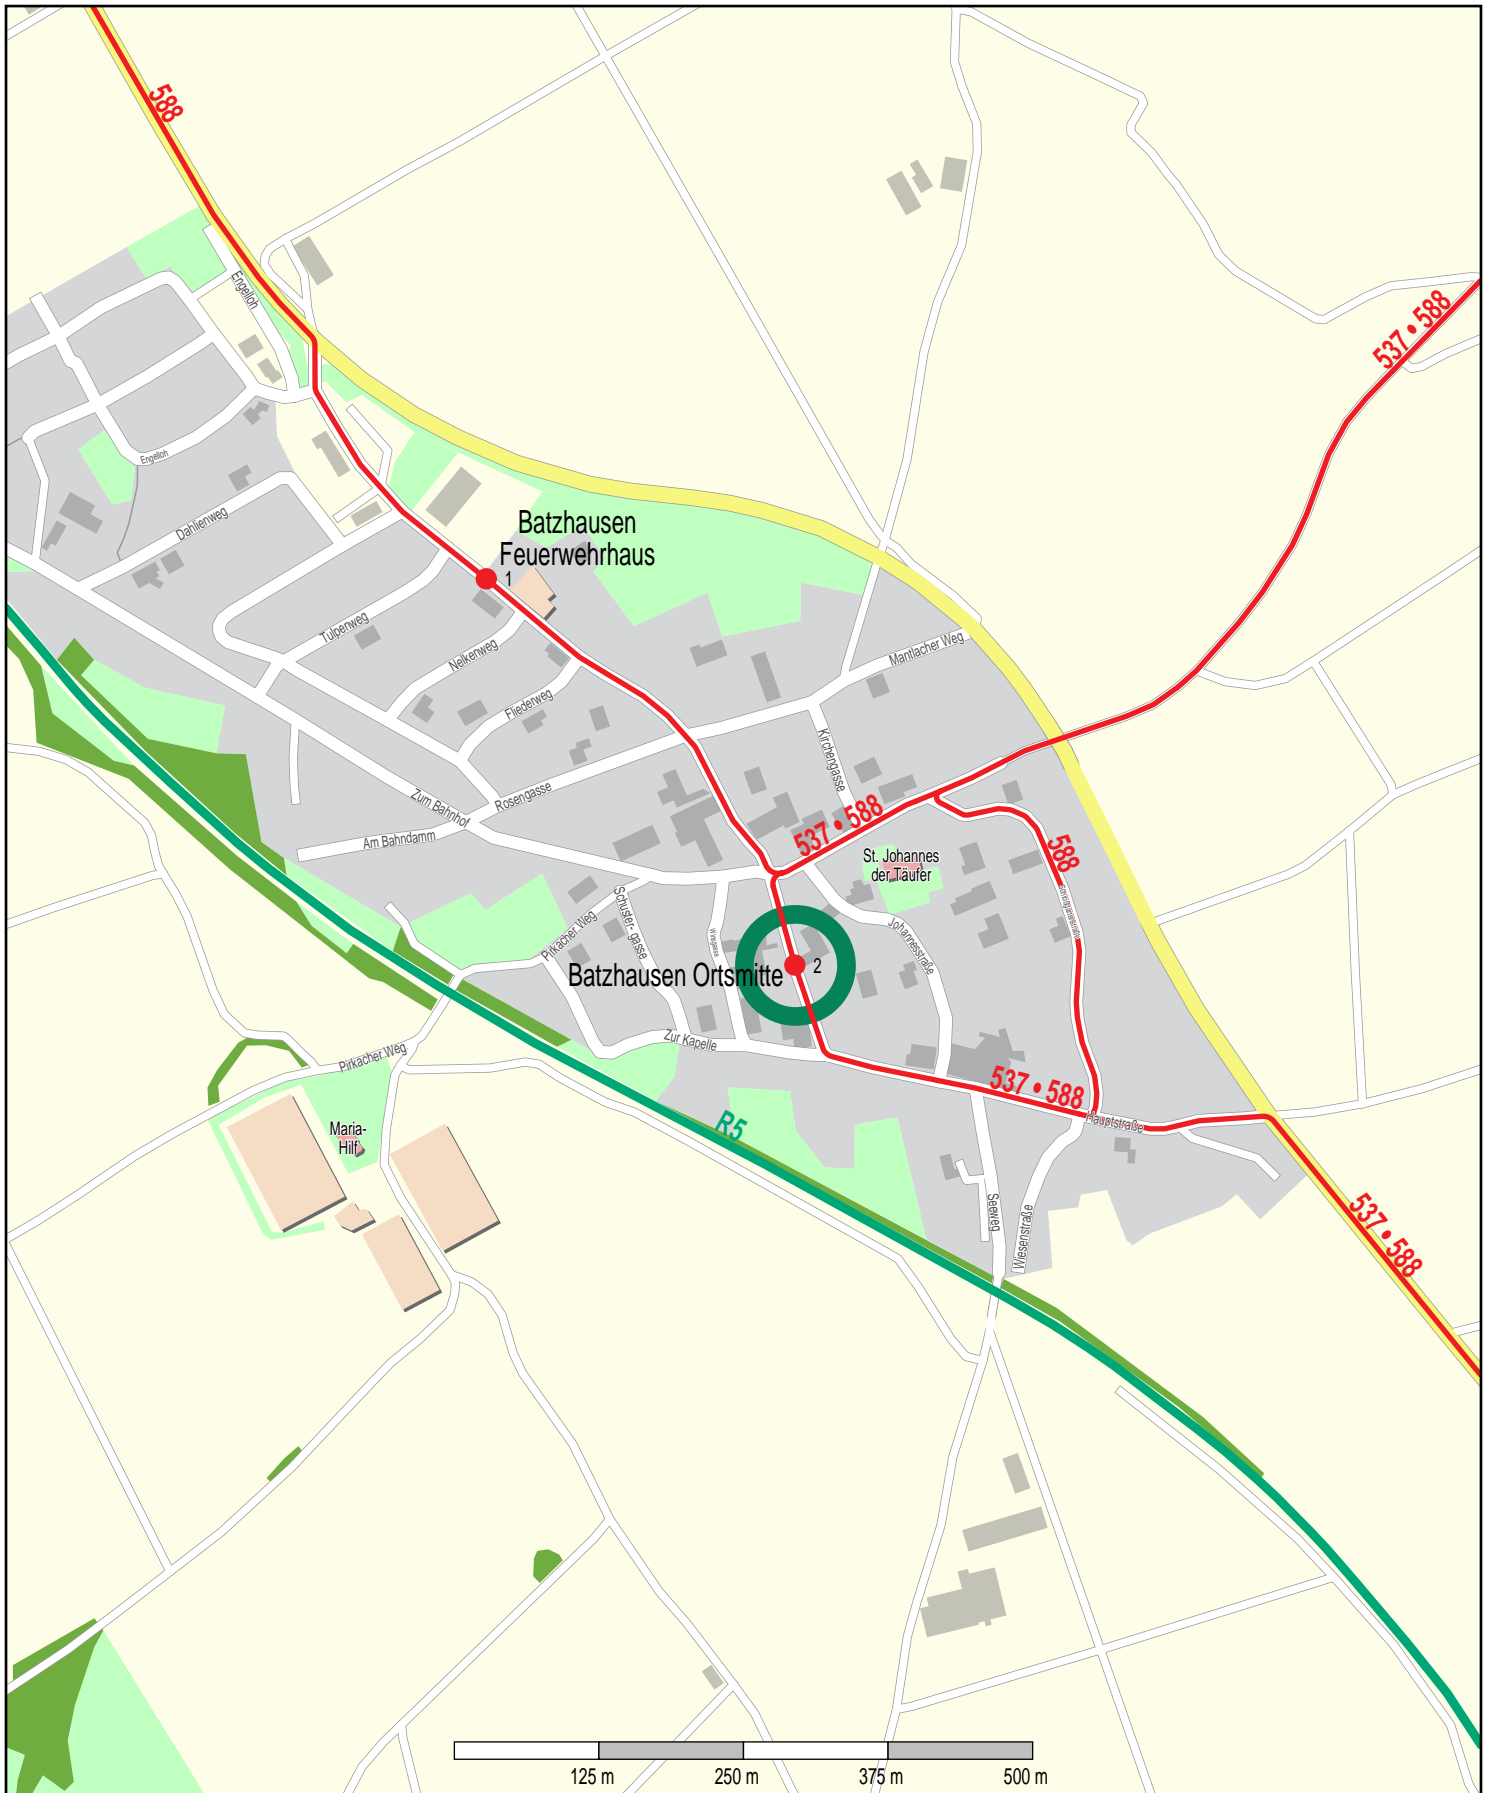 588
Engelloh
537 • 588
Engelloh
Dahlienweg
Batzhausen
Feuerwehrhaus
1
Tulpenweg
Nelkenweg
Fliederweg
Mantlacher Weg
Kirchengasse
Zum Bahnhof
Rosengasse
Am Bahndamm
537 • 588
588
St. Johannes
der Täufer
Schuster- gasse
Pirkacher Weg
Johannesstraße
Batzhausen Ortsmitte
2
Zur Kapelle
Pirkacher Weg
537 • 588
Hauptstraße
R5
Maria-
Hilf
Seeweg
Wiesenstraße
537 • 588
125 m
250 m
375 m
500 m